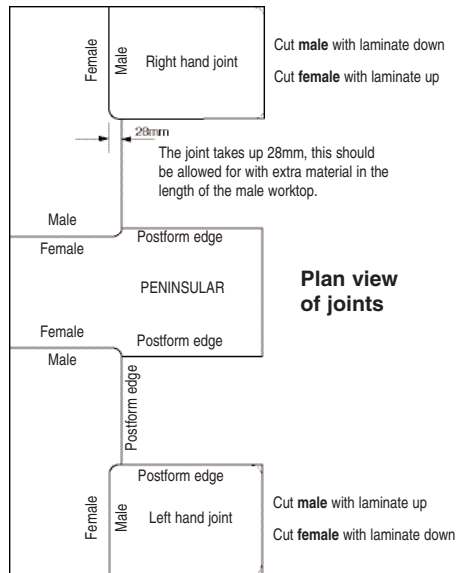 Female
Male
Right hand joint
Cut male with laminate down
Cut female with laminate up
28mm
The joint takes up 28mm, this should
be allowed for with extra material in the
length of the male worktop.
Male
Female
Postform edge
PENINSULAR
Plan view
of joints
Female
Male
Postform edge
Postform edge
Postform edge
Female
Male
Left hand joint
Cut male with laminate up
Cut female with laminate down